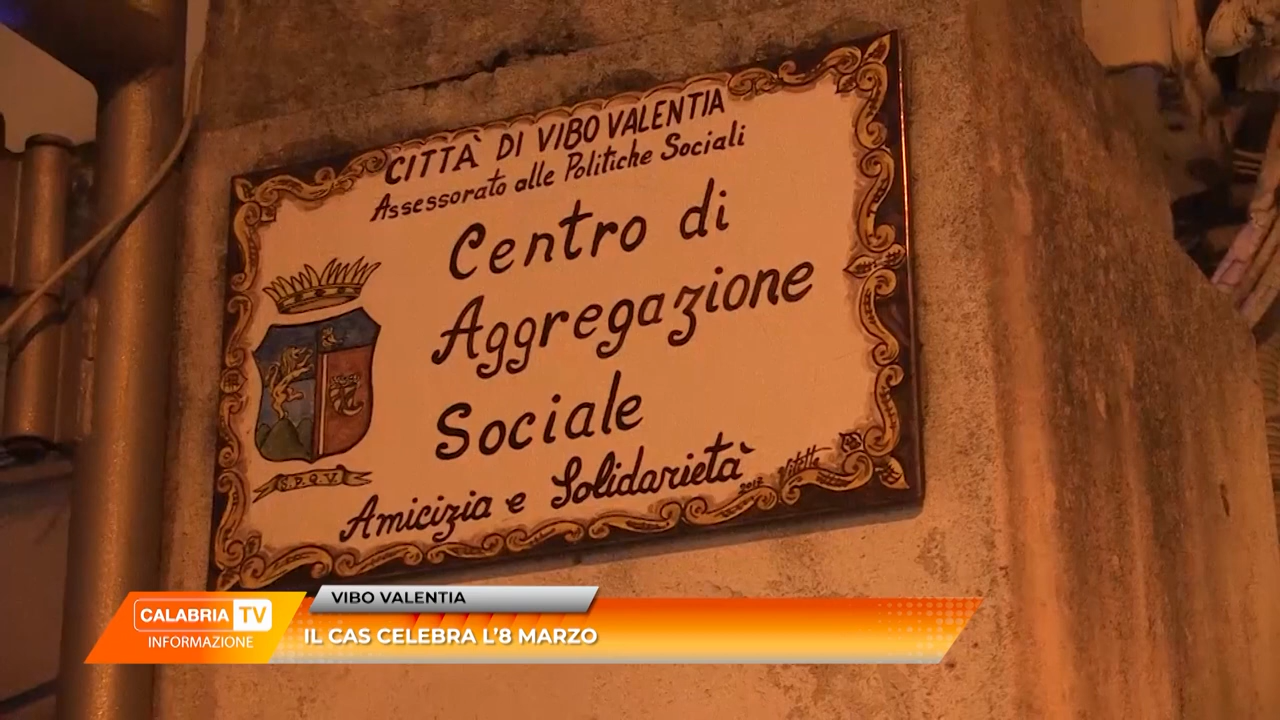 CITTÀ DI VIBO VALENTIA
Assessorato alle Politiche Sociali
Centro di
Aggregazione
Sociale
Amicizia e Solidarietà
2017
S.P.Q.V.
VIBO VALENTIA
CALABRIA TV
INFORMAZIONE
IL CAS CELEBRA L'8 MARZO